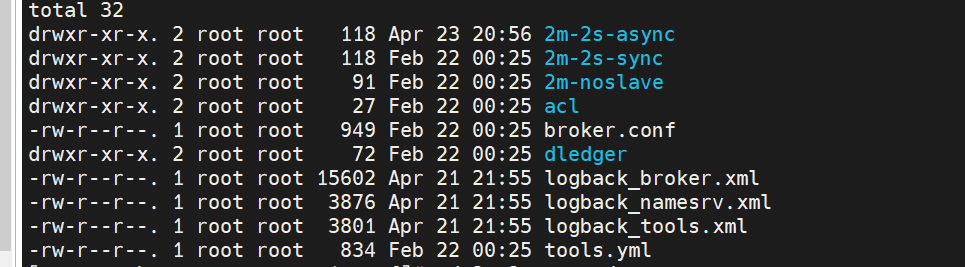 total 32
drwxr-xr-x. 2 root root   118 Apr 23 20:56 2m-2s-async
drwxr-xr-x. 2 root root   118 Feb 22 00:25 2m-2s-sync
drwxr-xr-x. 2 root root    91 Feb 22 00:25 2m-noslave
drwxr-xr-x. 2 root root    27 Feb 22 00:25 acl
-rw-r--r--. 1 root root   949 Feb 22 00:25 broker.conf
drwxr-xr-x. 2 root root    72 Feb 22 00:25 dledger
-rw-r--r--. 1 root root 15602 Apr 21 21:55 logback_broker.xml
-rw-r--r--. 1 root root  3876 Apr 21 21:55 logback_namesrv.xml
-rw-r--r--. 1 root root  3801 Apr 21 21:55 logback_tools.xml
-rw-r--r--. 1 root root   834 Feb 22 00:25 tools.yml